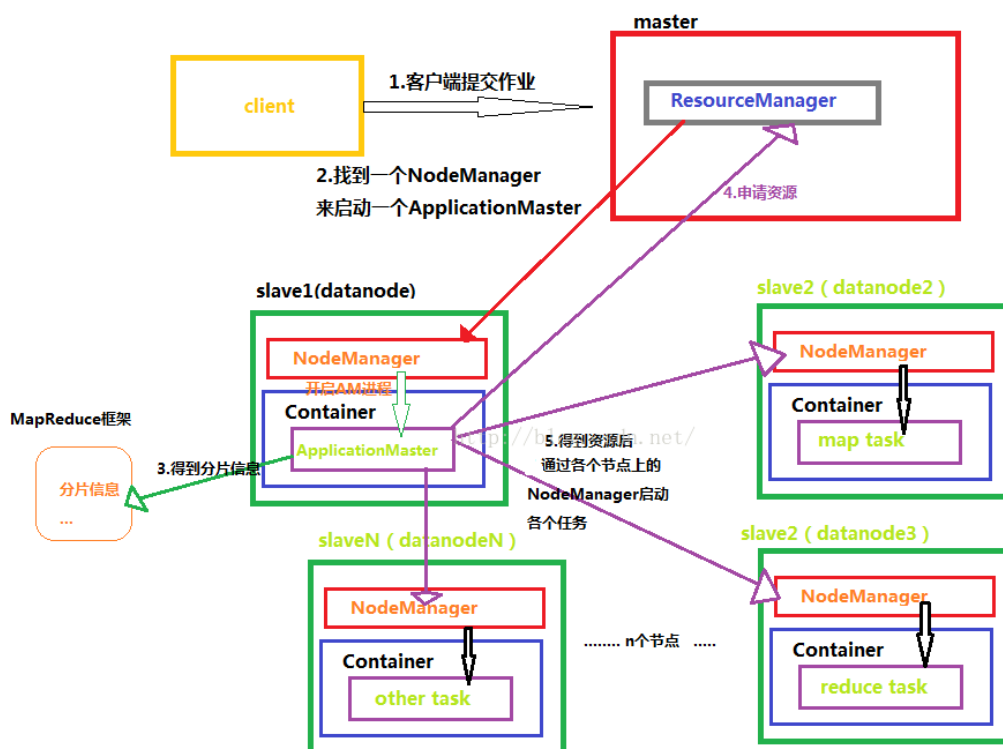 master
client
1.客户端提交作业
ResourceManager
2.找到一个NodeManager
来启动一个ApplicationMaster
4.申请资源
slave1(datanode)
slave2（datanode2）
NodeManager
开启AM进程
Container
ApplicationMaster
NodeManager
Container
map task
MapReduce框架
3.得到分片信息
分片信息
...
5.得到资源后
通过各个节点上的
NodeManager启动
各个任务
slaveN（datanodeN）
NodeManager
Container
other task
........ n个节点 .....
slave2（datanode3）
NodeManager
Container
reduce task